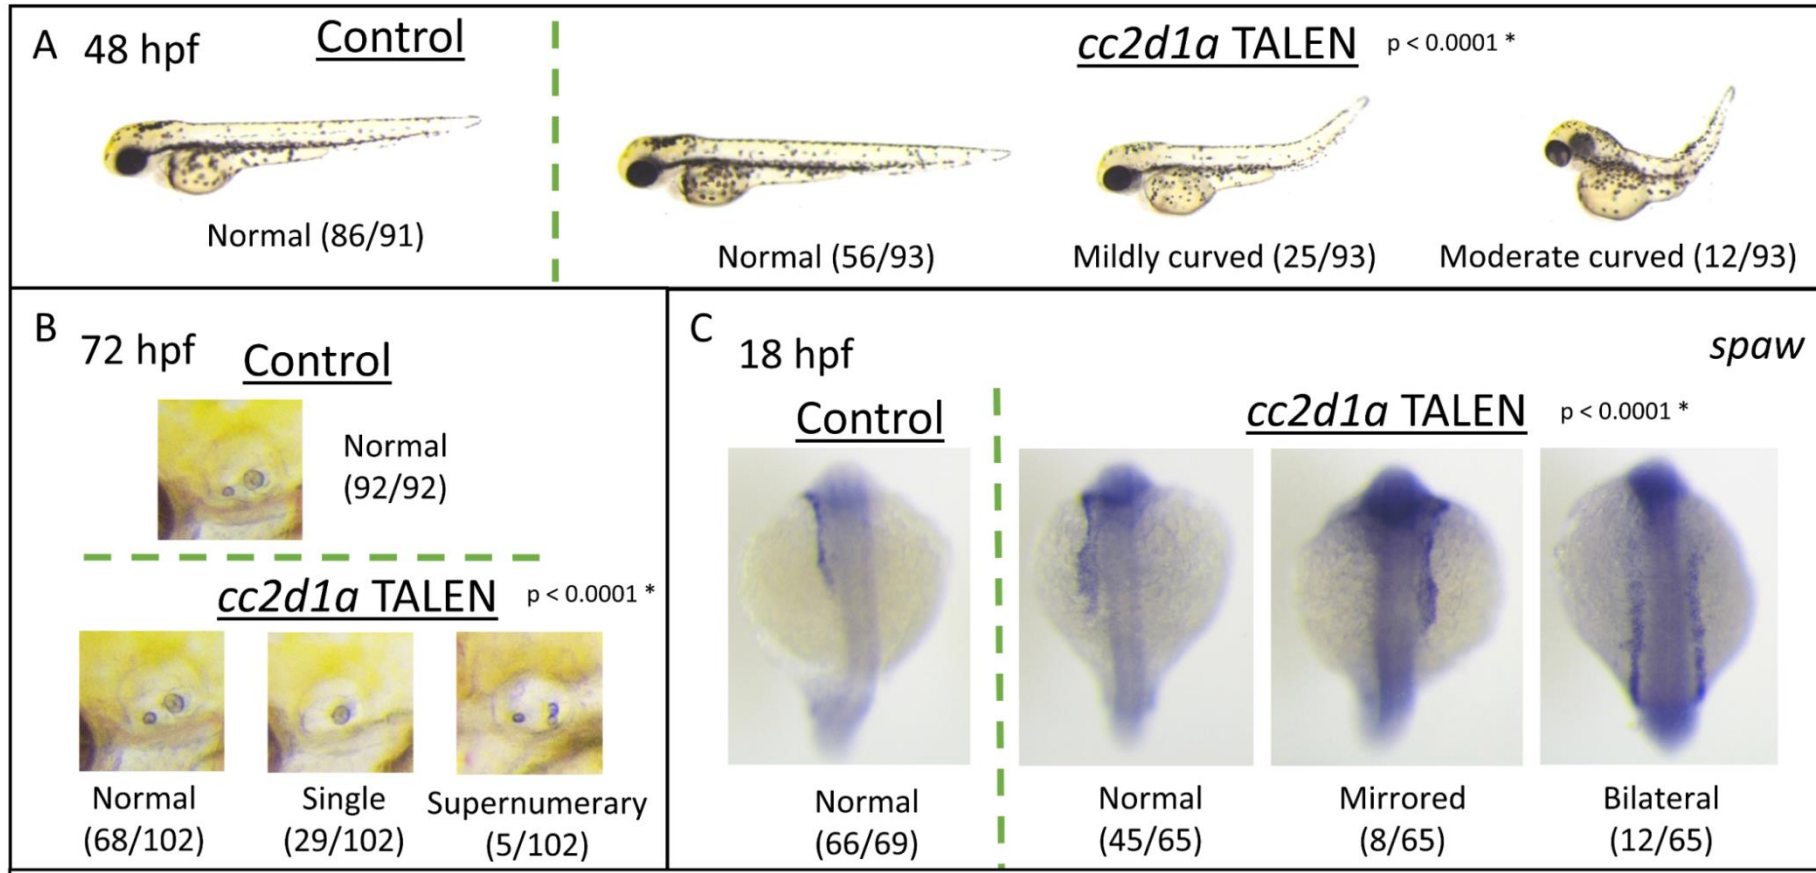 A 48 hpf Control
cc2d1a TALEN p < 0.0001 *
Normal (86/91)
Normal (56/93) Mildly curved (25/93) Moderate curved (12/93)
B 72 hpf Control
Normal
(92/92)
cc2d1a TALEN p < 0.0001 *
Normal Single Supernumerary
(68/102) (29/102) (5/102)
C 18 hpf spaw
Control cc2d1a TALEN p < 0.0001 *
Normal Normal Mirrored Bilateral
(66/69) (45/65) (8/65) (12/65)